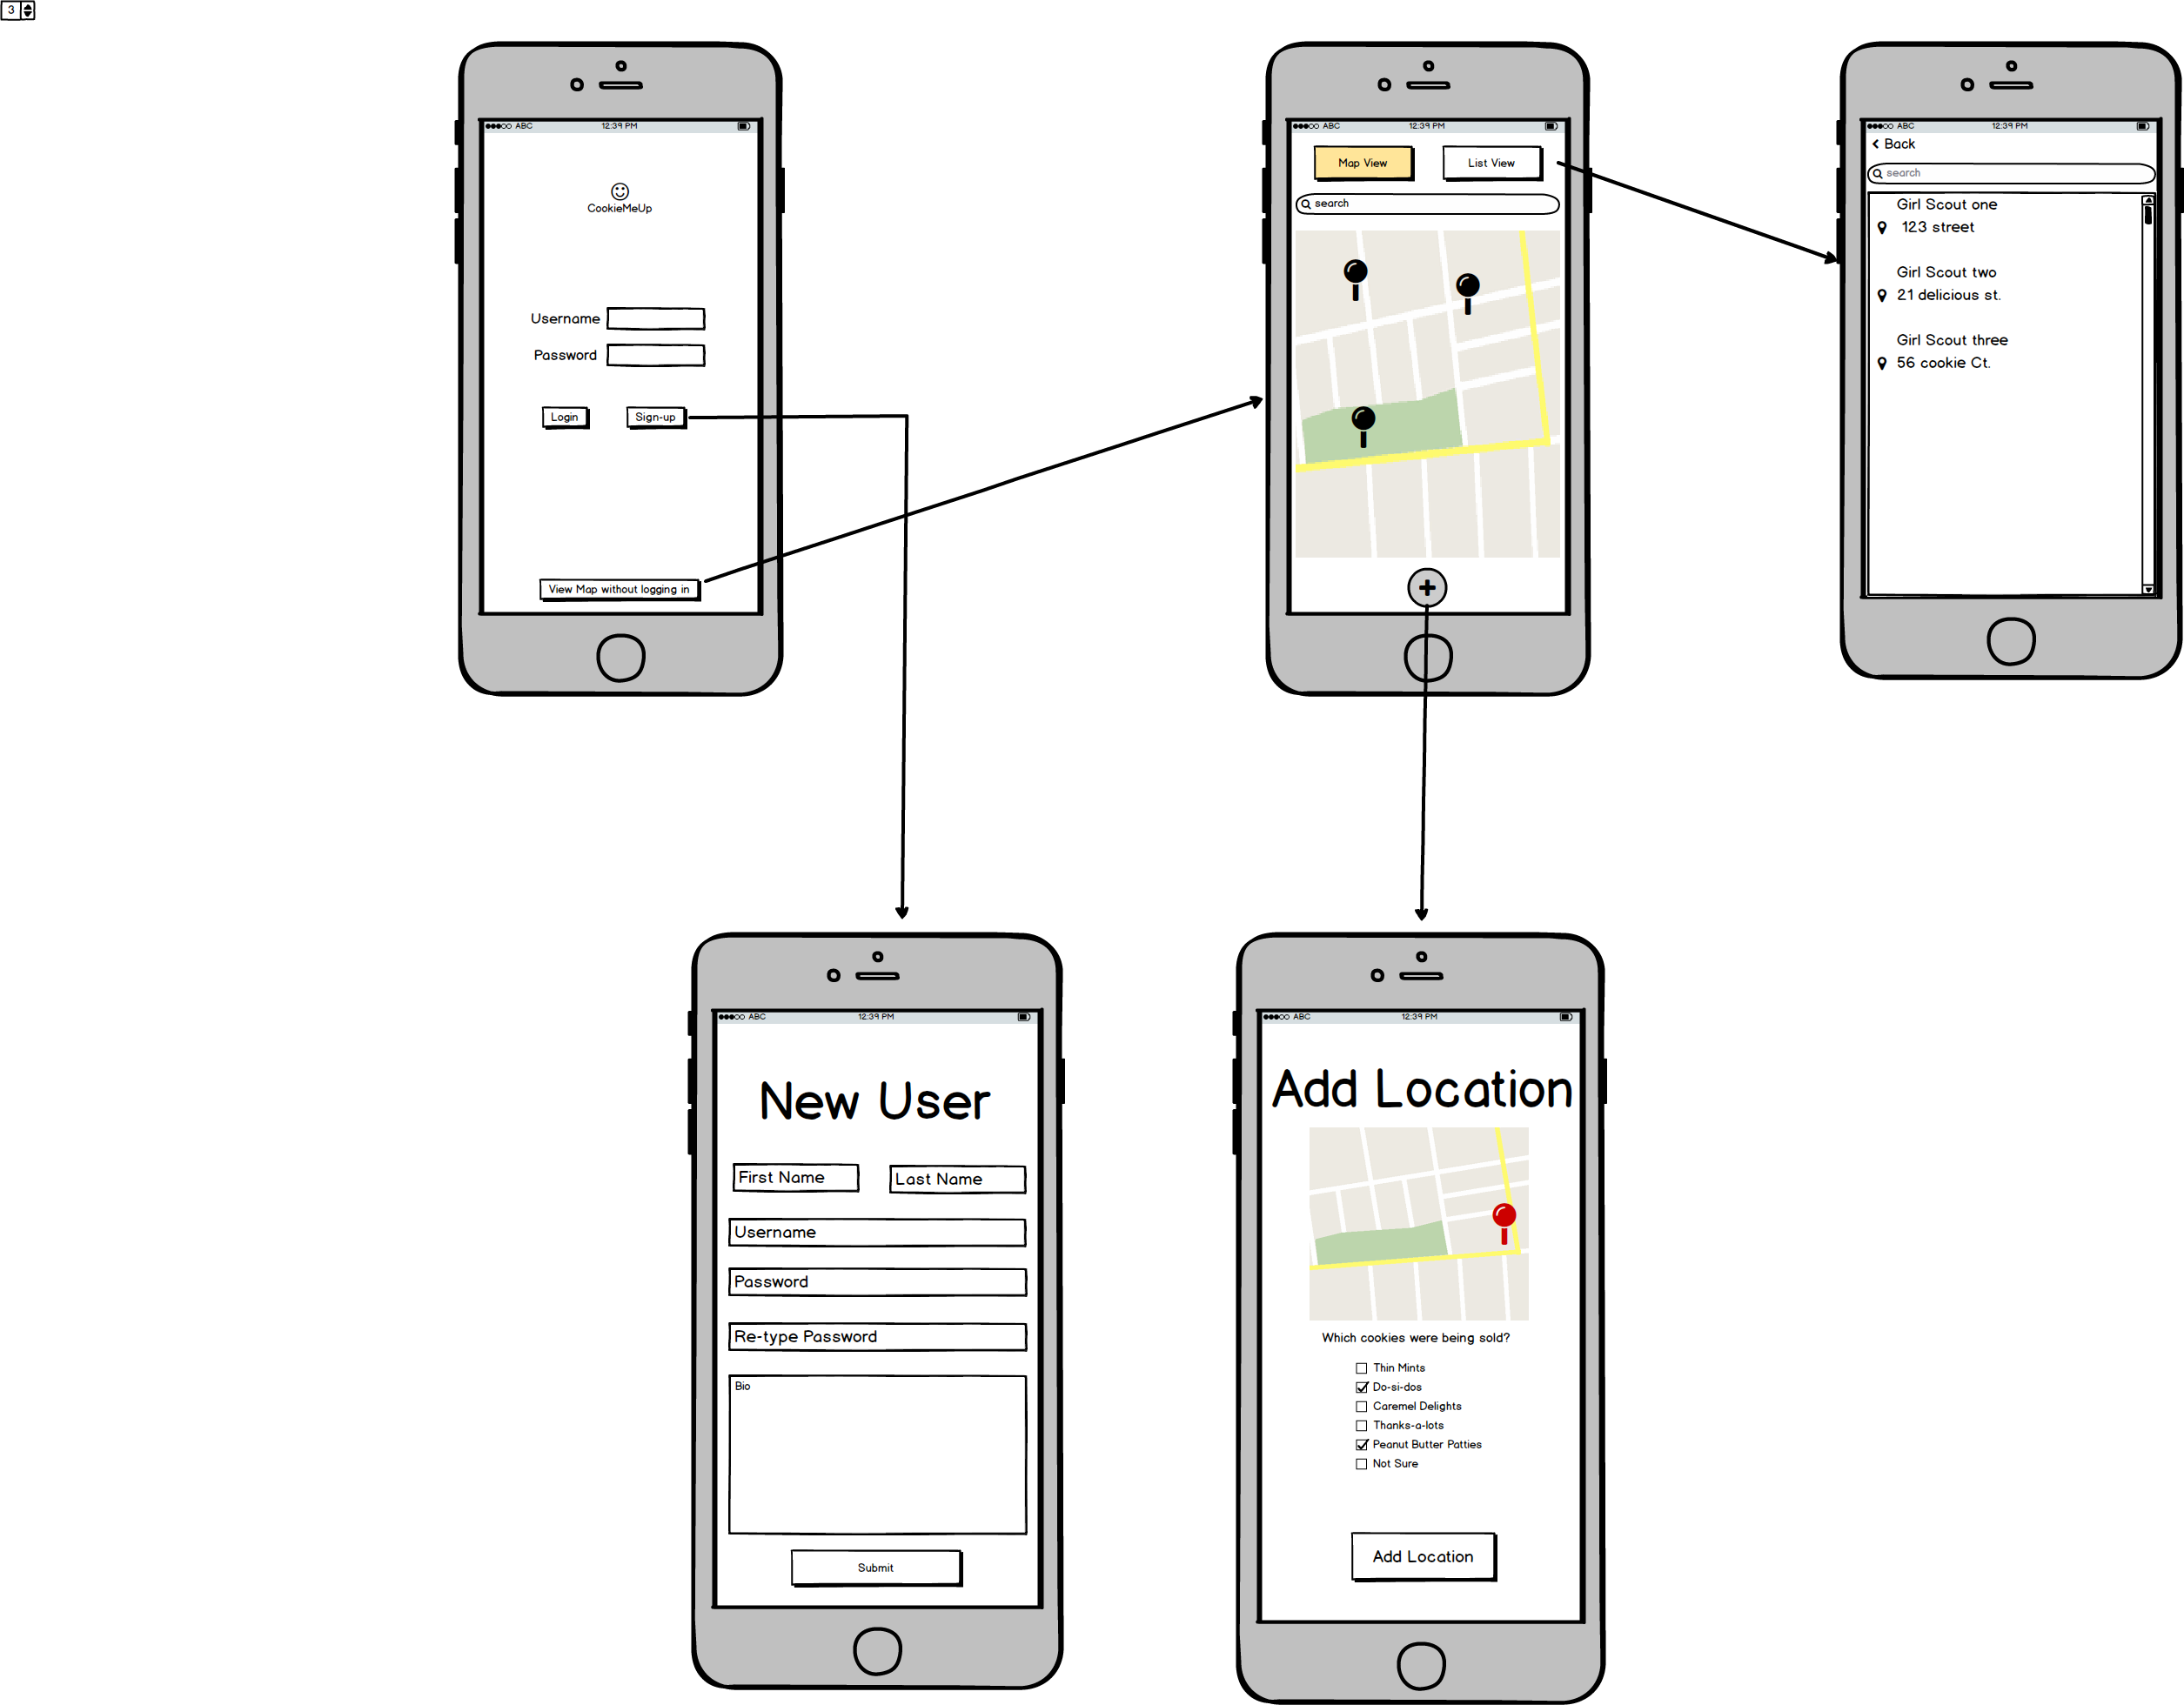 3
ABC 12:39 PM
CookieMeUp
Username
Password
Login Sign-up
View Map without logging in
ABC 12:39 PM
Map View List View
search
ABC 12:39 PM
Back
search
Girl Scout one
123 street
Girl Scout two
21 delicious st.
Girl Scout three
56 cookie Ct.
ABC 12:39 PM
New User
First Name Last Name
Username
Password
Re-type Password
Bio
Submit
ABC 12:39 PM
Add Location
Which cookies were being sold?
Thin Mints
Do-si-dos
Caremel Delights
Thanks-a-lots
Peanut Butter Patties
Not Sure
Add Location